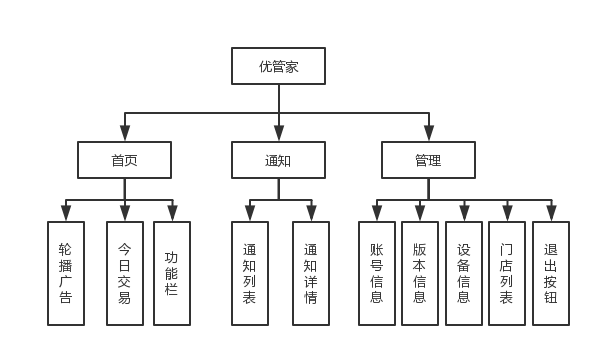 优管家
首页
通知
管理
轮播广告
今日交易
功能栏
通知列表
通知详情
账号信息
版本信息
设备信息
门店列表
退出按钮